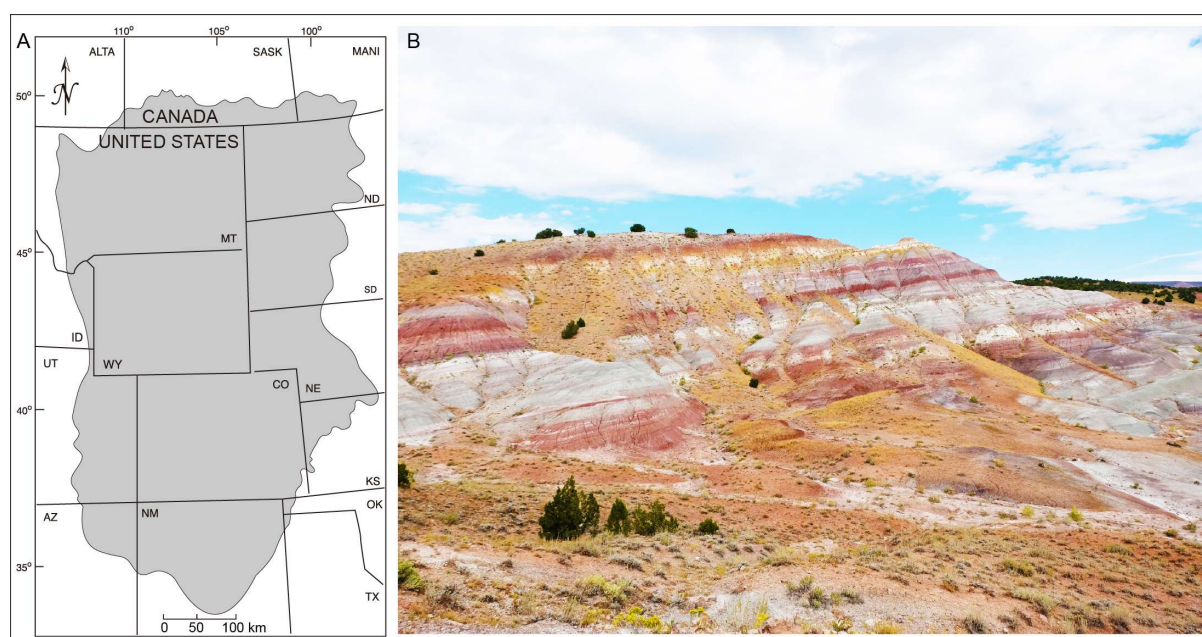 A
B
110°
105°
100°
ALTA
SASK
MANI
N
50°
CANADA
UNITED STATES
ND
MT
45°
SD
ID
UT
WY
CO
NE
40°
KS
AZ
NM
OK
35°
TX
0 50 100 km